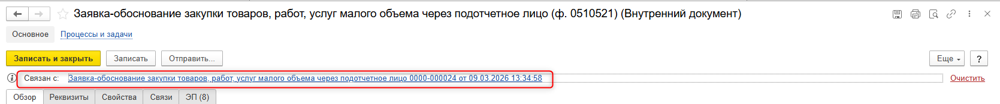 Заявка-обоснование закупки товаров, работ, услуг малого объема через подотчетное лицо (ф. 0510521) (Внутренний документ)
Основное Процессы и задачи
Записать и закрыть Записать Отправить... Еще ?
Связан с: Заявка-обоснование закупки товаров, работ, услуг малого объема через подотчетное лицо 0000-000024 от 09.03.2026 13:34:58 Очистить
Обзор Реквизиты Свойства Связи ЭП (8)